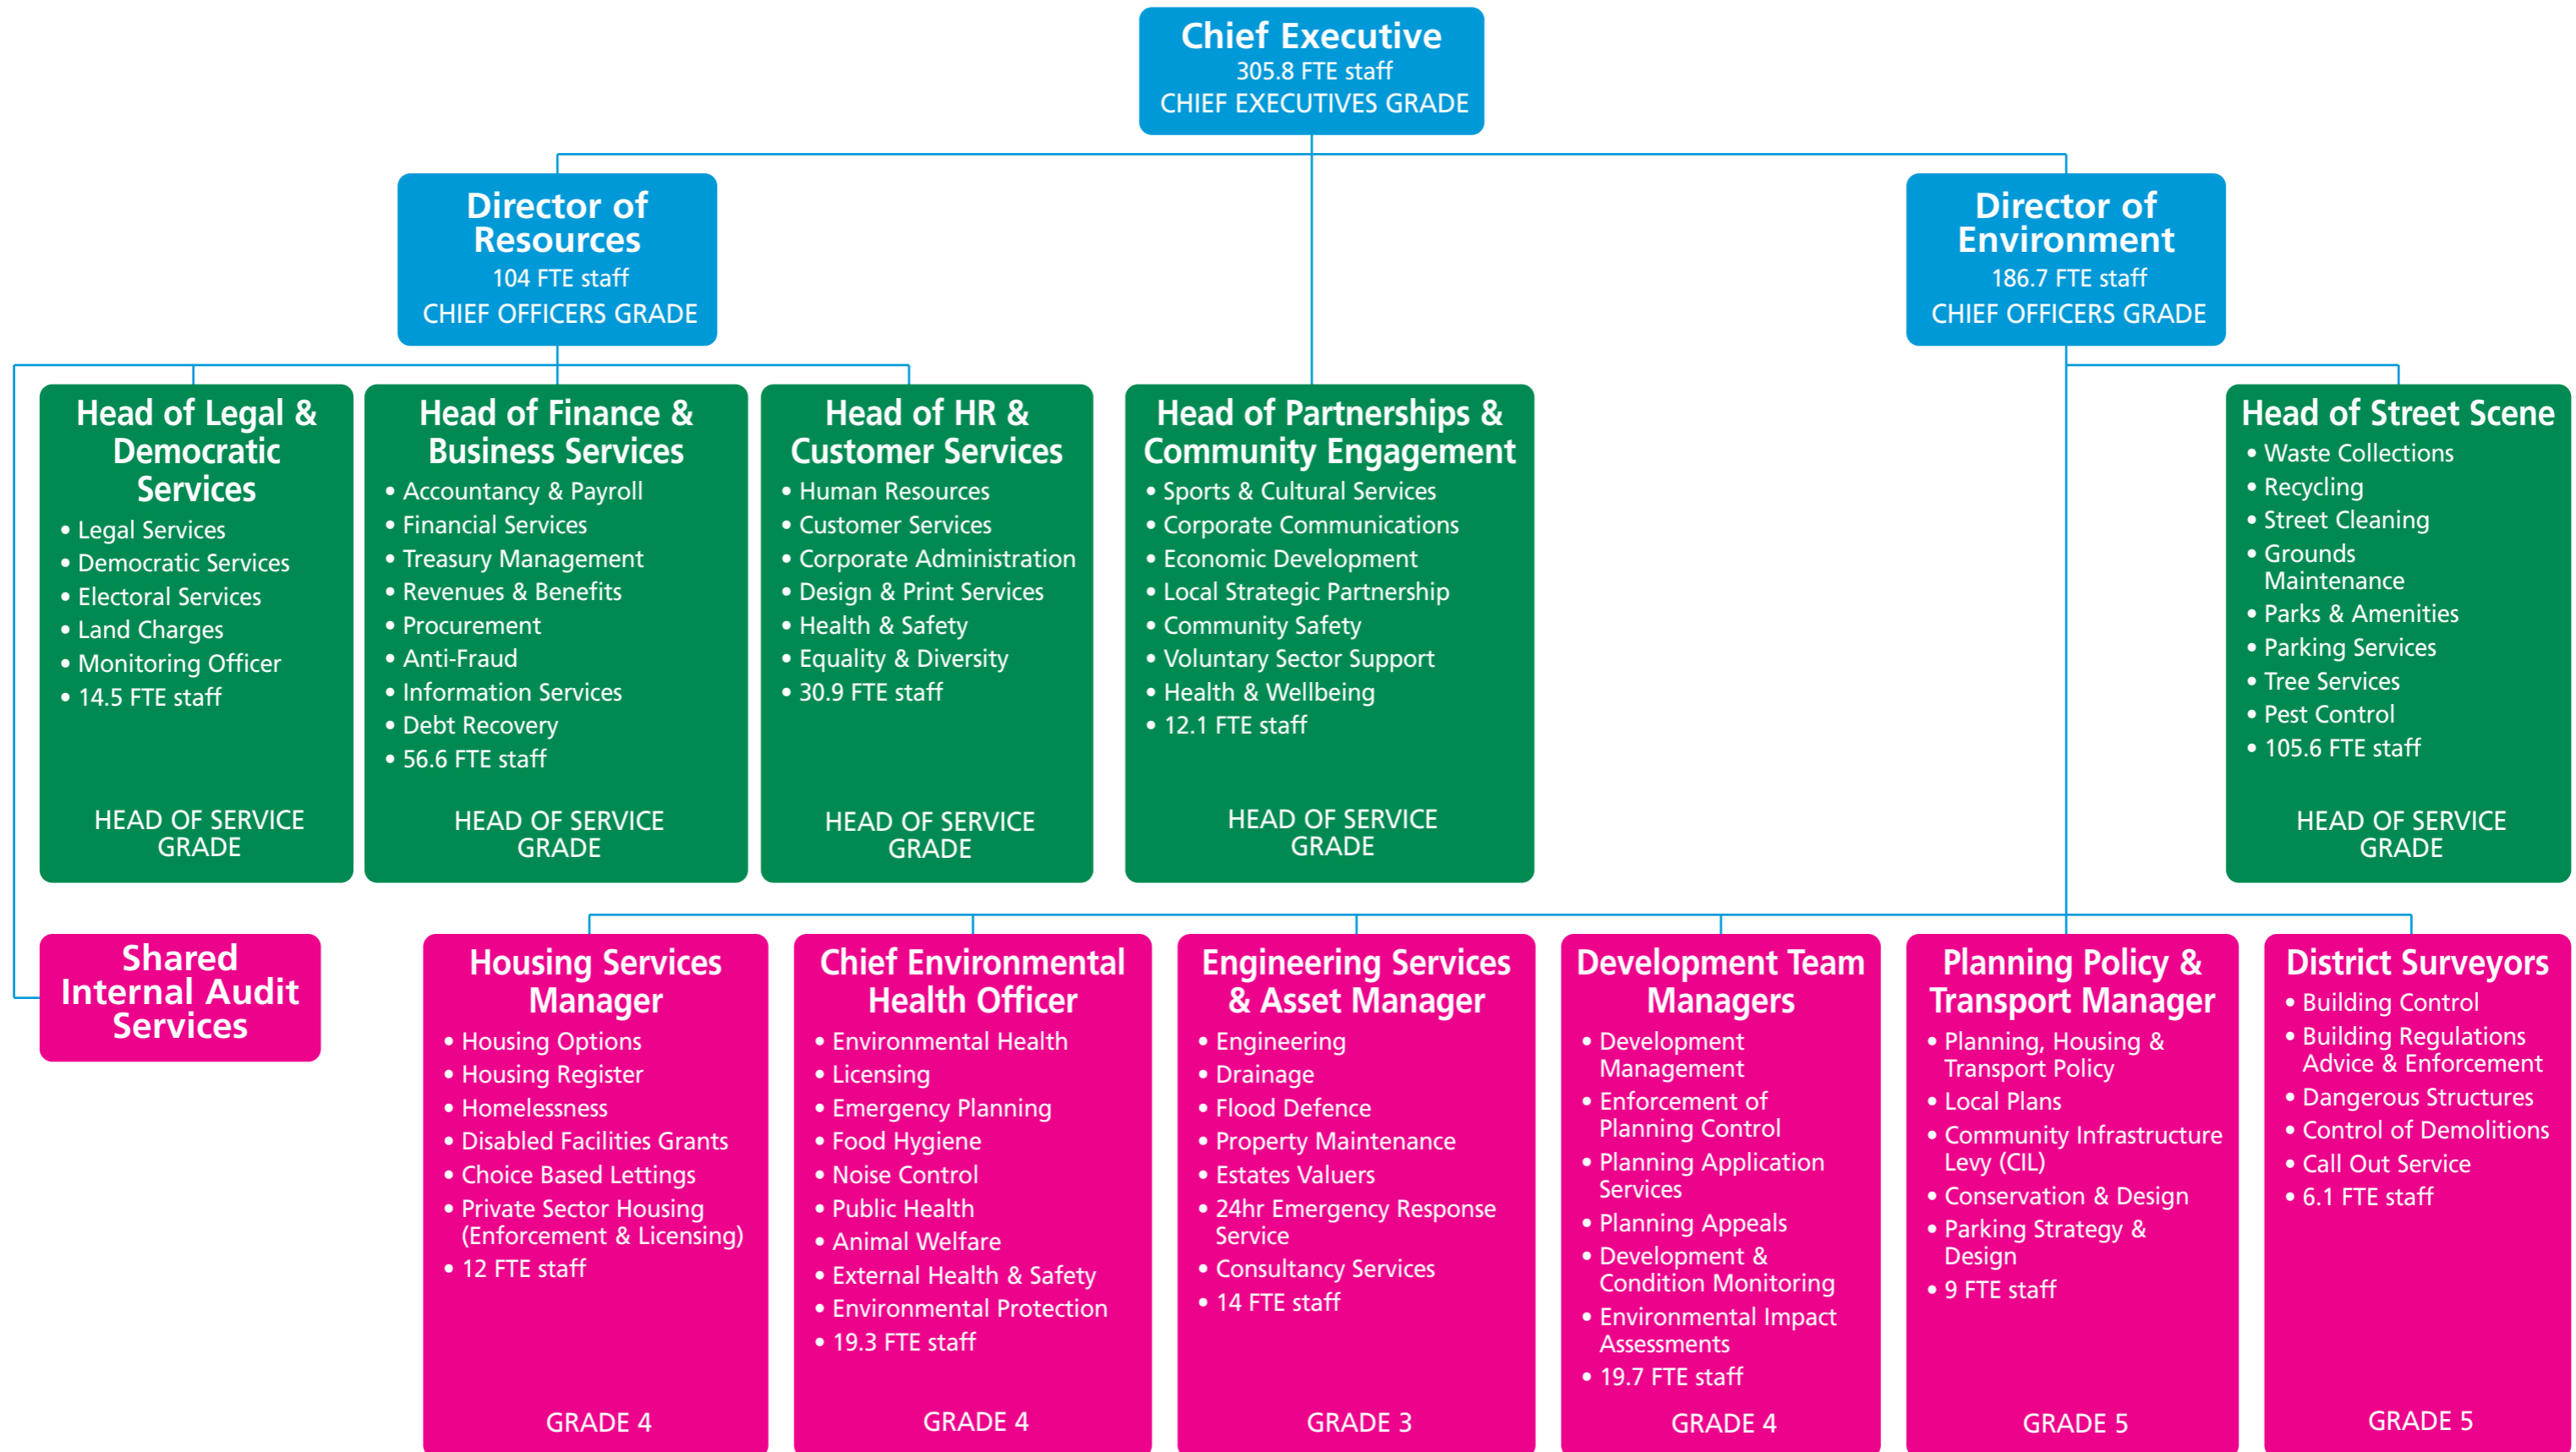 Chief Executive
305.8 FTE staff
CHIEF EXECUTIVES GRADE
Director of
Resources
104 FTE staff
CHIEF OFFICERS GRADE
Director of
Environment
186.7 FTE staff
CHIEF OFFICERS GRADE
Head of Legal &
Democratic
Services
• Legal Services
• Democratic Services
• Electoral Services
• Land Charges
• Monitoring Officer
• 14.5 FTE staff
HEAD OF SERVICE
GRADE
Head of Finance &
Business Services
• Accountancy & Payroll
• Financial Services
• Treasury Management
• Revenues & Benefits
• Procurement
• Anti-Fraud
• Information Services
• Debt Recovery
• 56.6 FTE staff
HEAD OF SERVICE
GRADE
Head of HR &
Customer Services
• Human Resources
• Customer Services
• Corporate Administration
• Design & Print Services
• Health & Safety
• Equality & Diversity
• 30.9 FTE staff
HEAD OF SERVICE
GRADE
Head of Partnerships &
Community Engagement
• Sports & Cultural Services
• Corporate Communications
• Economic Development
• Local Strategic Partnership
• Community Safety
• Voluntary Sector Support
• Health & Wellbeing
• 12.1 FTE staff
HEAD OF SERVICE
GRADE
Head of Street Scene
• Waste Collections
• Recycling
• Street Cleaning
• Grounds
Maintenance
• Parks & Amenities
• Parking Services
• Tree Services
• Pest Control
• 105.6 FTE staff
HEAD OF SERVICE
GRADE
Shared
Internal Audit
Services
Housing Services
Manager
• Housing Options
• Housing Register
• Homelessness
• Disabled Facilities Grants
• Choice Based Lettings
• Private Sector Housing
(Enforcement & Licensing)
• 12 FTE staff
GRADE 4
Chief Environmental
Health Officer
• Environmental Health
• Licensing
• Emergency Planning
• Food Hygiene
• Noise Control
• Public Health
• Animal Welfare
• External Health & Safety
• Environmental Protection
• 19.3 FTE staff
GRADE 4
Engineering Services
& Asset Manager
• Engineering
• Drainage
• Flood Defence
• Property Maintenance
• Estates Valuers
• 24hr Emergency Response
Service
• Consultancy Services
• 14 FTE staff
GRADE 3
Development Team
Managers
• Development
Management
• Enforcement of
Planning Control
• Planning Application
Services
• Planning Appeals
• Development &
Condition Monitoring
• Environmental Impact
Assessments
• 19.7 FTE staff
GRADE 4
Planning Policy &
Transport Manager
• Planning, Housing &
Transport Policy
• Local Plans
• Community Infrastructure
Levy (CIL)
• Conservation & Design
• Parking Strategy &
Design
• 9 FTE staff
GRADE 5
District Surveyors
• Building Control
• Building Regulations
Advice & Enforcement
• Dangerous Structures
• Control of Demolitions
• Call Out Service
• 6.1 FTE staff
GRADE 5